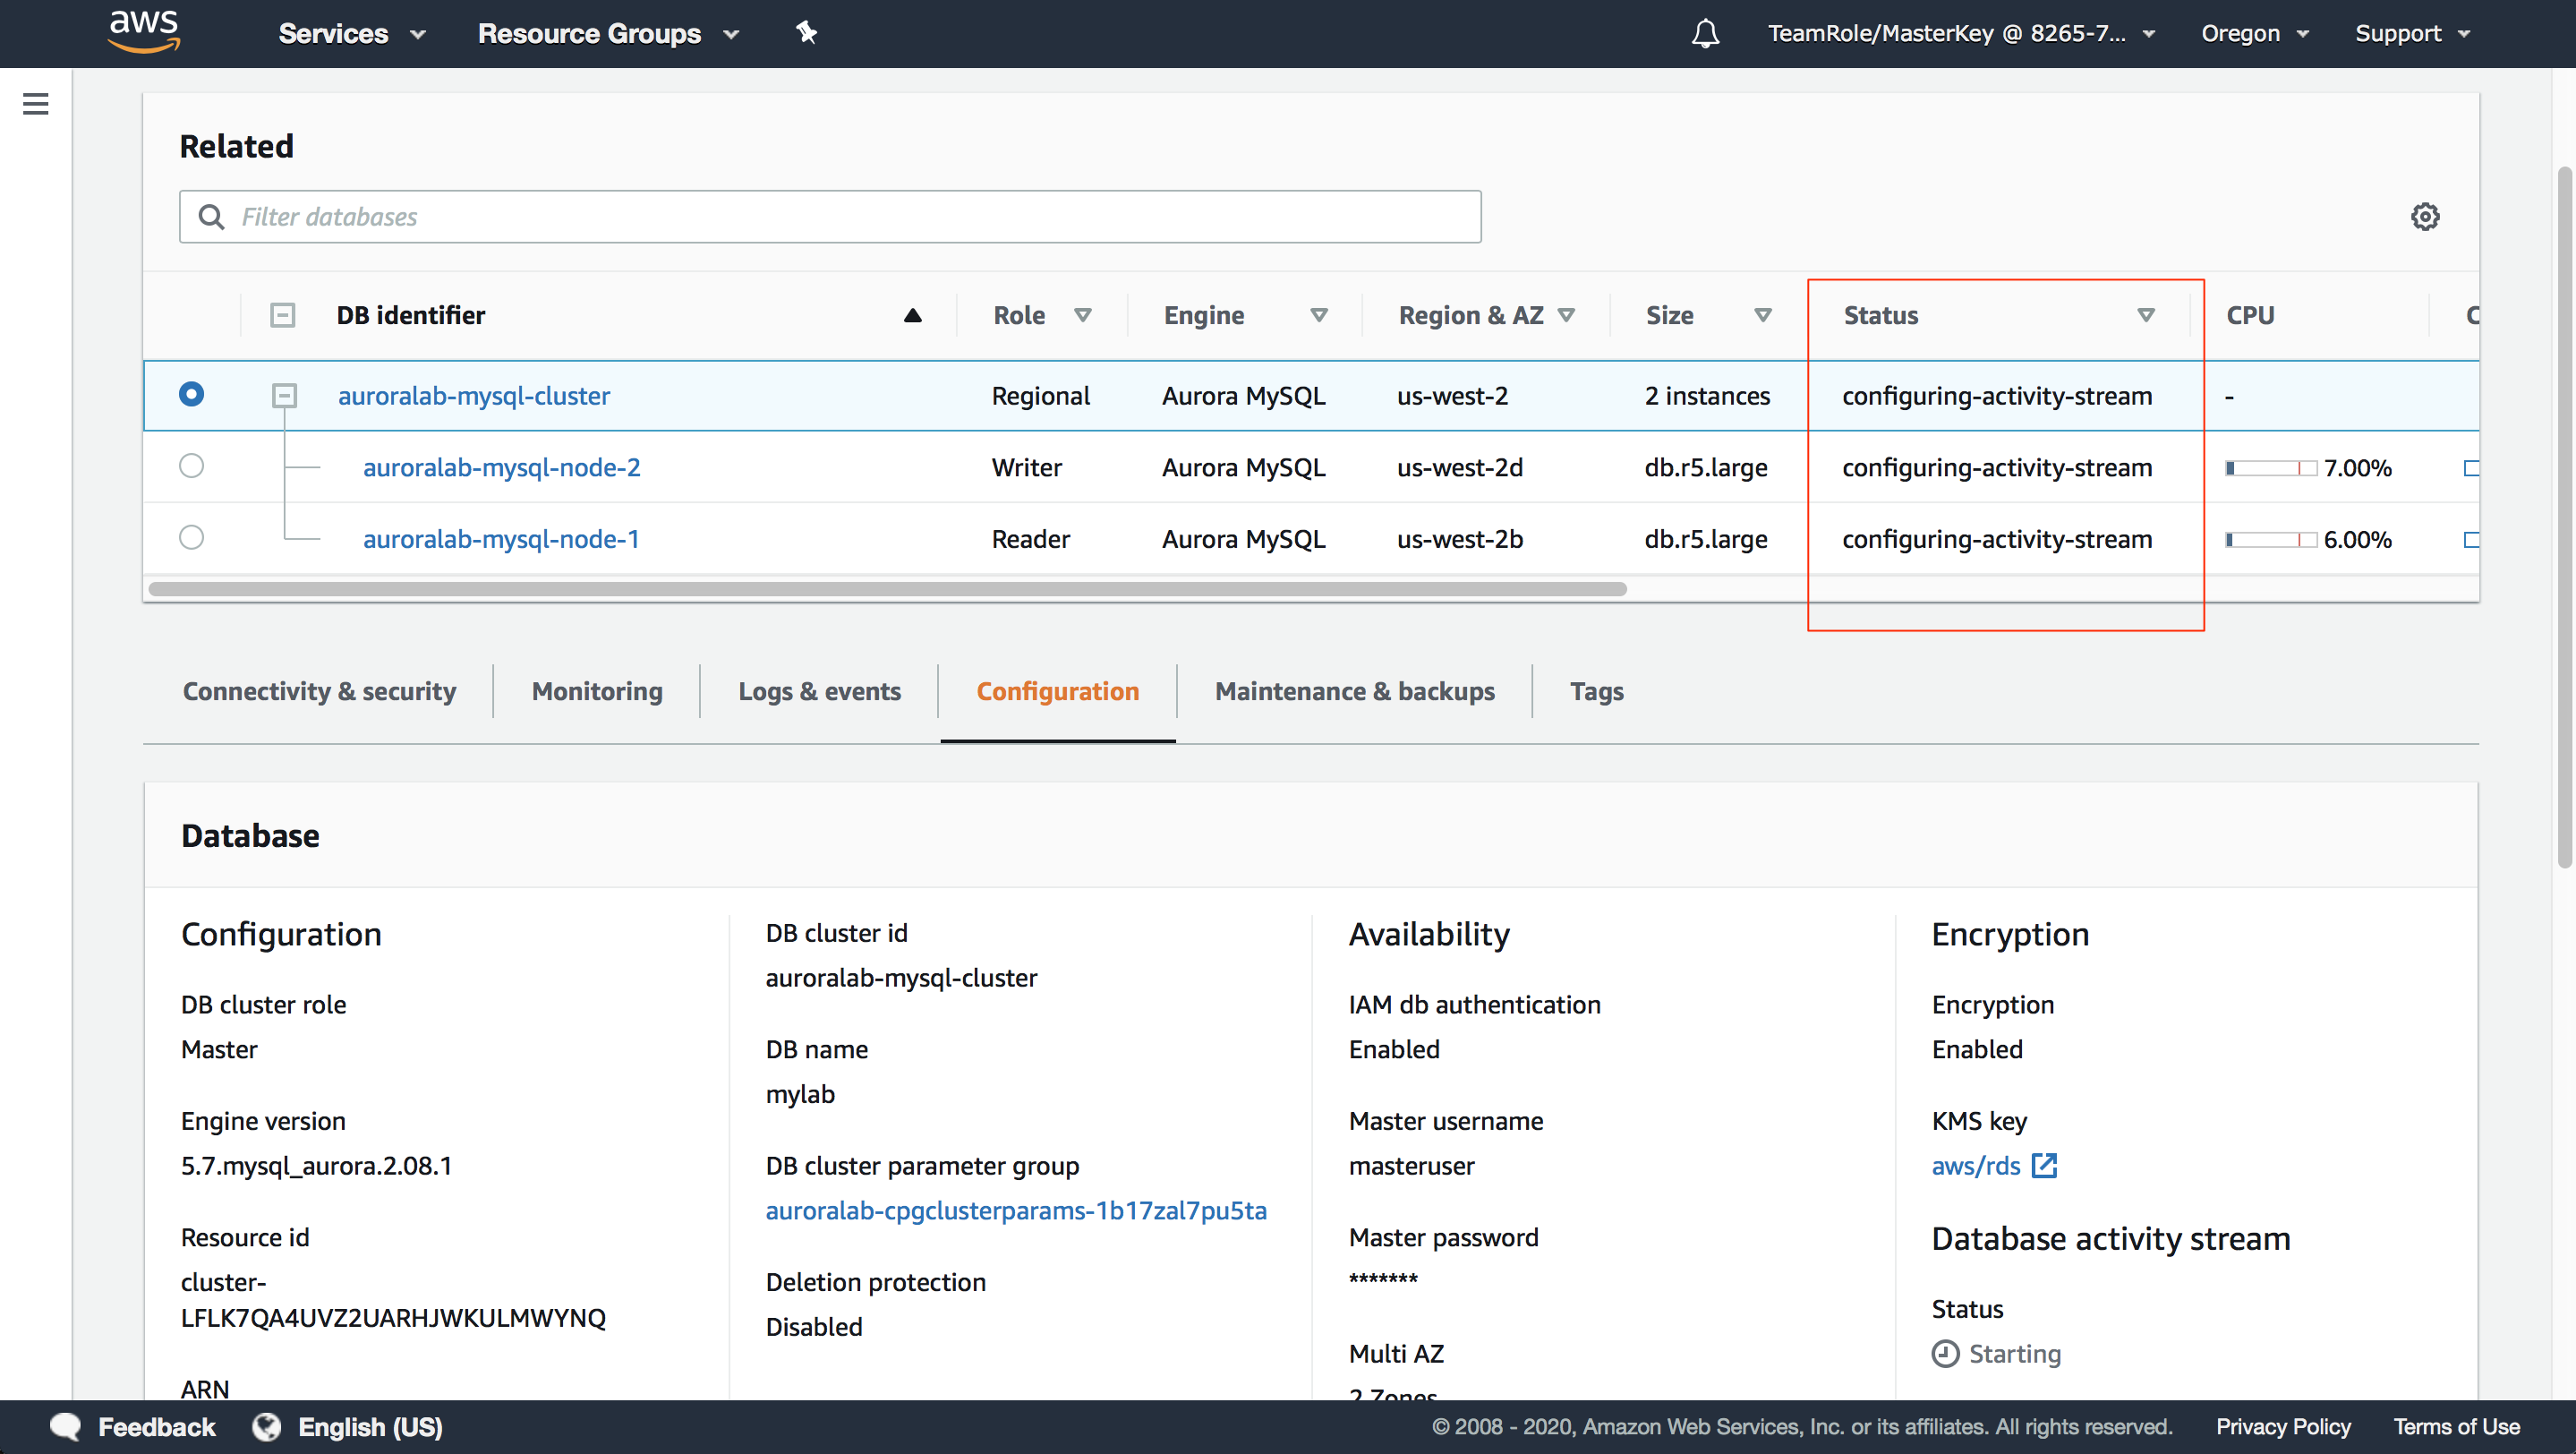 aws Services Resource Groups TeamRole/MasterKey @ 8265-7... Oregon Support
Related
Filter databases
DB identifier Role Engine Region & AZ Size Status CPU C
auroralab-mysql-cluster Regional Aurora MySQL us-west-2 2 instances configuring-activity-stream -
auroralab-mysql-node-2 Writer Aurora MySQL us-west-2d db.r5.large configuring-activity-stream 7.00%
auroralab-mysql-node-1 Reader Aurora MySQL us-west-2b db.r5.large configuring-activity-stream 6.00%
Connectivity & security Monitoring Logs & events Configuration Maintenance & backups Tags
Database
Configuration
DB cluster role
Master
Engine version
5.7.mysql_aurora.2.08.1
Resource id
cluster-
LFLK7QA4UVZ2UARHJWKULMWYNQ
ARN
DB cluster id
auroralab-mysql-cluster
DB name
mylab
DB cluster parameter group
auroralab-cpgclusterparams-1b17zal7pu5ta
Deletion protection
Disabled
Availability
IAM db authentication
Enabled
Master username
masteruser
Master password
*******
Multi AZ
2 Zones
Encryption
Encryption
Enabled
KMS key
aws/rds
Database activity stream
Status
Starting
Feedback English (US) © 2008 - 2020, Amazon Web Services, Inc. or its affiliates. All rights reserved. Privacy Policy Terms of Use